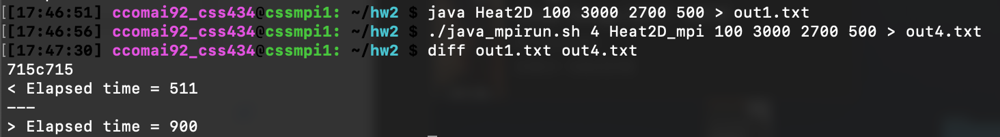 [[17:46:51] ccomai92_css434@cssmpi1: ~/hw2 $ java Heat2D 100 3000 2700 500 > out1.txt
[[17:46:56] ccomai92_css434@cssmpi1: ~/hw2 $ ./java_mpirun.sh 4 Heat2D_mpi 100 3000 2700 500 > out4.txt
[[17:47:30] ccomai92_css434@cssmpi1: ~/hw2 $ diff out1.txt out4.txt
715c715
< Elapsed time = 511
---
> Elapsed time = 900